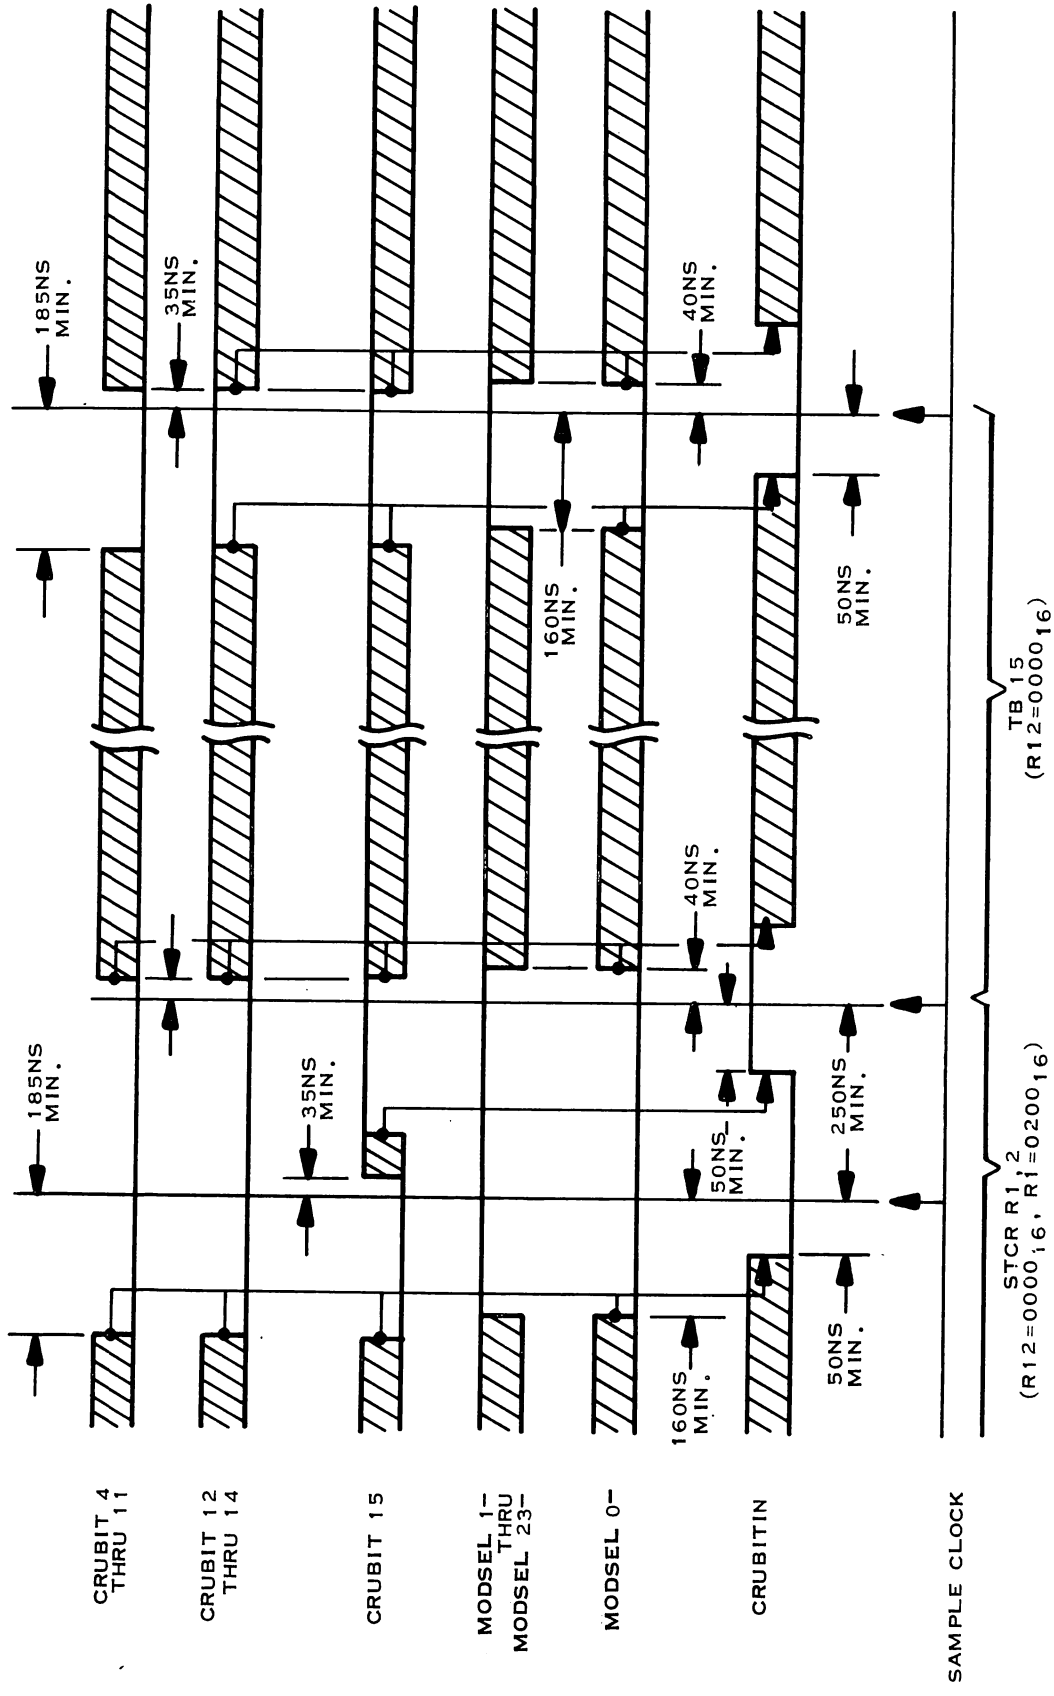 185NS
MIN.
185NS
MIN.
35NS
MIN.
CRUBIT 4
THRU 11
CRUBIT 12
THRU 14
35NS
MIN.
CRUBIT 15
MODSEL 1-
THRU
MODSEL 23-
160NS
MIN.
MODSEL 0-
160NS
MIN.
50NS
MIN.
40NS
MIN.
40NS
MIN.
CRUBITIN
50NS
MIN.
250NS
MIN.
50NS
MIN.
SAMPLE CLOCK
STCR R1,2
(R12=0000₁₆, R1=0200₁₆)
TB 15
(R12=0000₁₆)